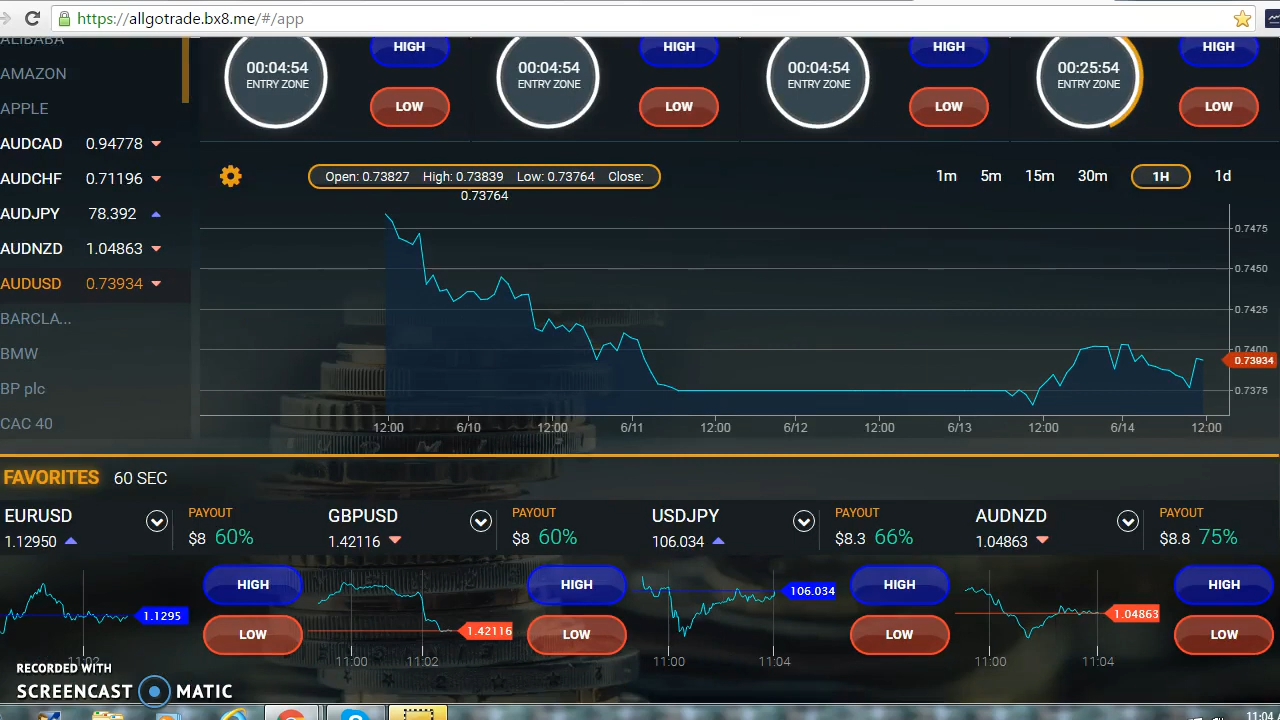 https://allgotrade.bx8.me/#/app
ALIBABA
AMAZON
APPLE
AUDCAD 0.94778
AUDCHF 0.71196
AUDJPY 78.392
AUDNZD 1.04863
AUDUSD 0.73934
BARCLA...
BMW
BP plc
CAC 40
00:04:54 ENTRY ZONE HIGH LOW
00:04:54 ENTRY ZONE HIGH LOW
00:04:54 ENTRY ZONE HIGH LOW
00:25:54 ENTRY ZONE HIGH LOW
Open: 0.73827 High: 0.73839 Low: 0.73764 Close:
0.73764
1m 5m 15m 30m 1H 1d
0.7475
0.7450
0.7425
0.7400
0.73934
0.7375
12:00 6/10 12:00 6/11 12:00 6/12 12:00 6/13 12:00 6/14 12:00
FAVORITES 60 SEC
EURUSD PAYOUT
1.12950 $8 60%
GBPUSD PAYOUT
1.42116 $8 60%
USDJPY PAYOUT
106.034 $8.3 66%
AUDNZD PAYOUT
1.04863 $8.8 75%
1.1295 HIGH LOW
11:02
1.42116 HIGH LOW
11:00 11:02
106.034 HIGH LOW
11:00 11:04
1.04863 HIGH LOW
11:00 11:04
RECORDED WITH
SCREENCAST MATIC
11:04